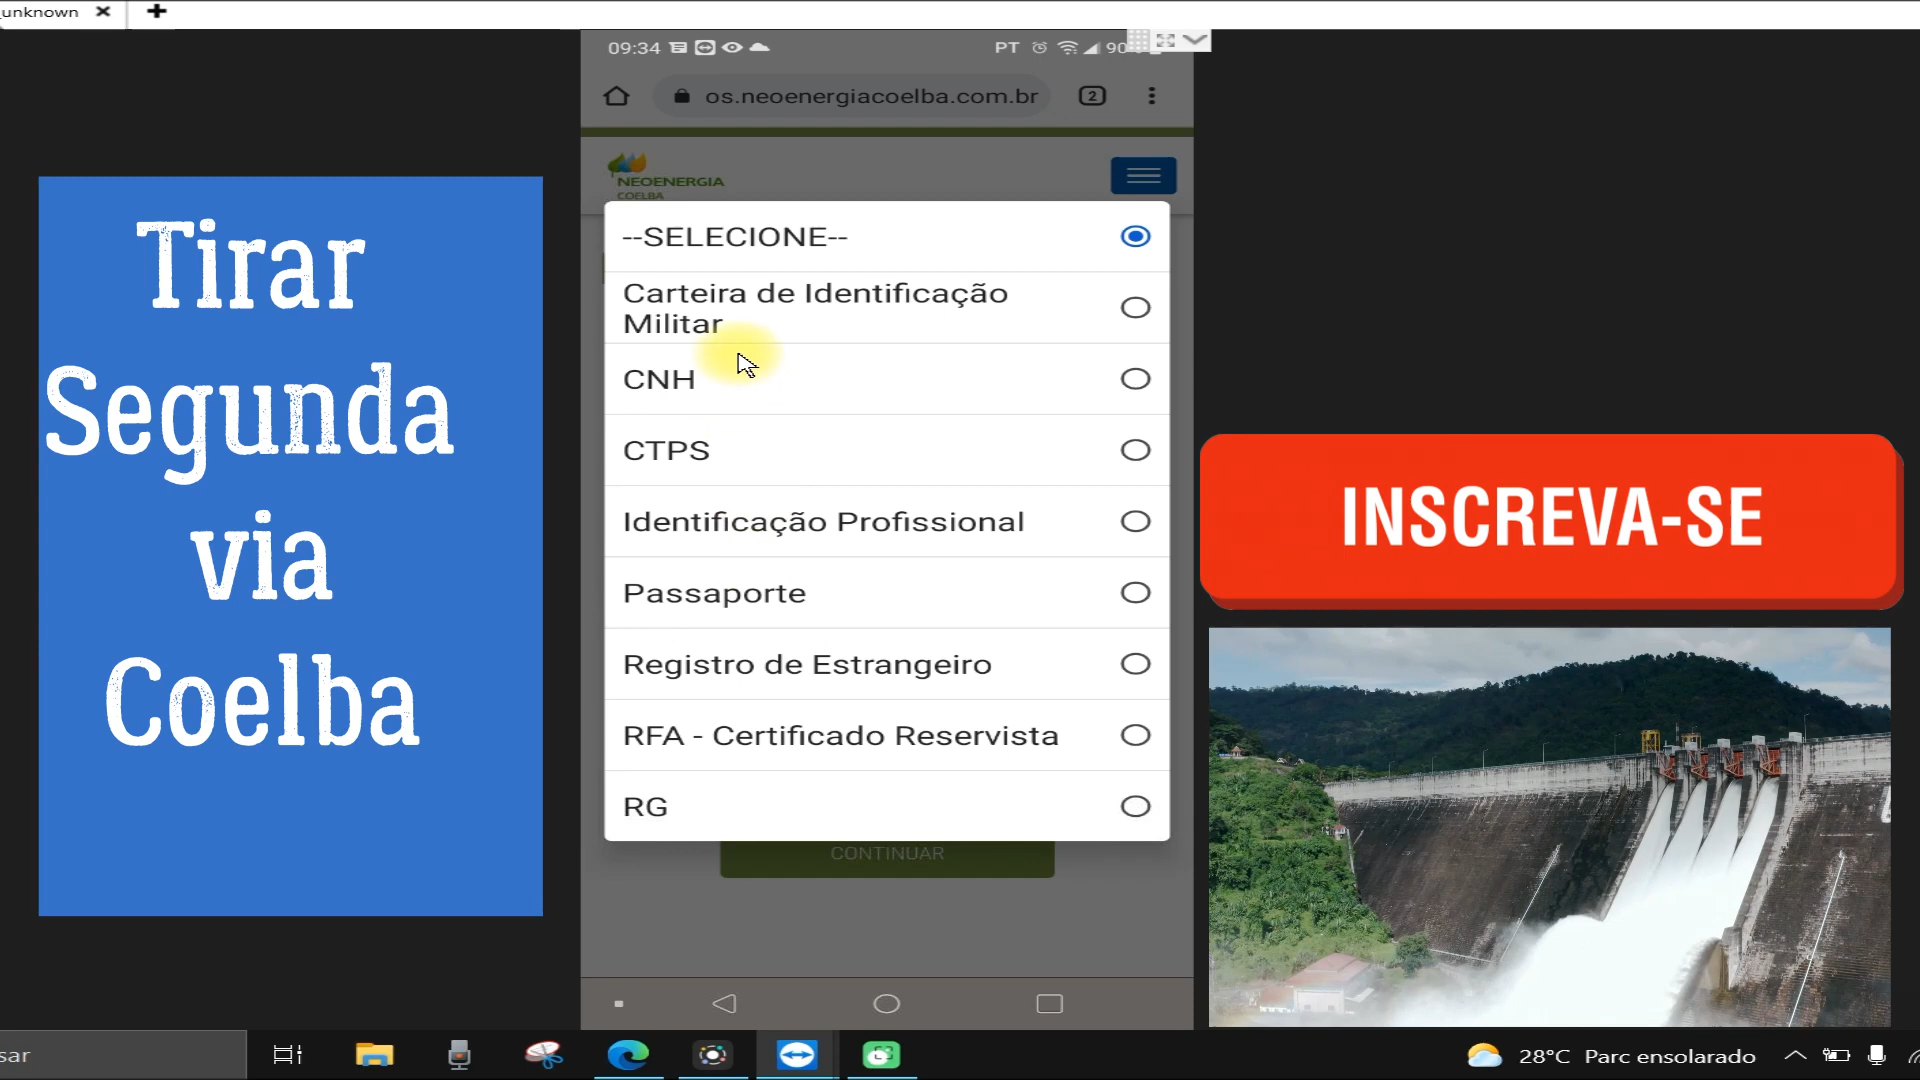 unknown
Tirar
Segunda
via
Coelba
09:34
PT
90
os.neoenergiacoelba.com.br
2
NEOENERGIA
COELBA
--SELECIONE--
Carteira de Identificação
Militar
CNH
CTPS
Identificação Profissional
Passaporte
Registro de Estrangeiro
RFA - Certificado Reservista
RG
CONTINUAR
INSCREVA-SE
sar
28°C Parc ensolarado